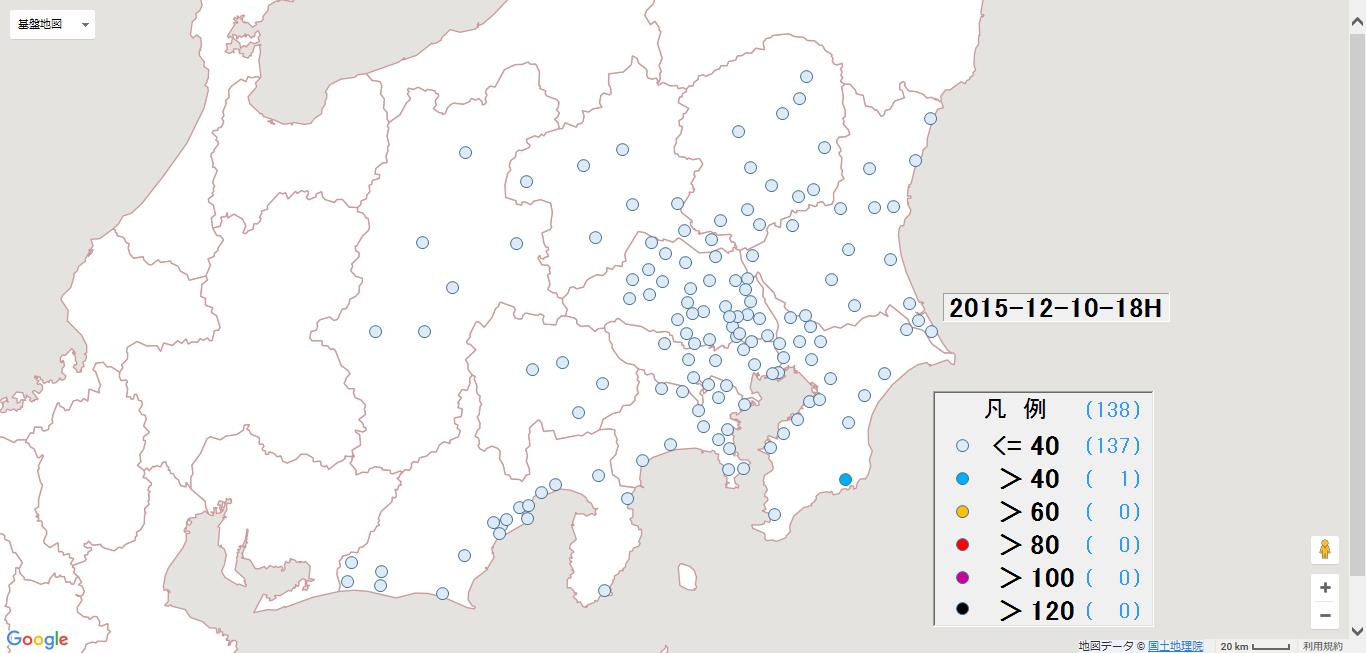 基盤地図
2015-12-10-18H
凡 例 (138)
<= 40 (137)
> 40 ( 1)
> 60 ( 0)
> 80 ( 0)
> 100 ( 0)
> 120 ( 0)
Google
地図データ © 国土地理院 20 km 利用規約